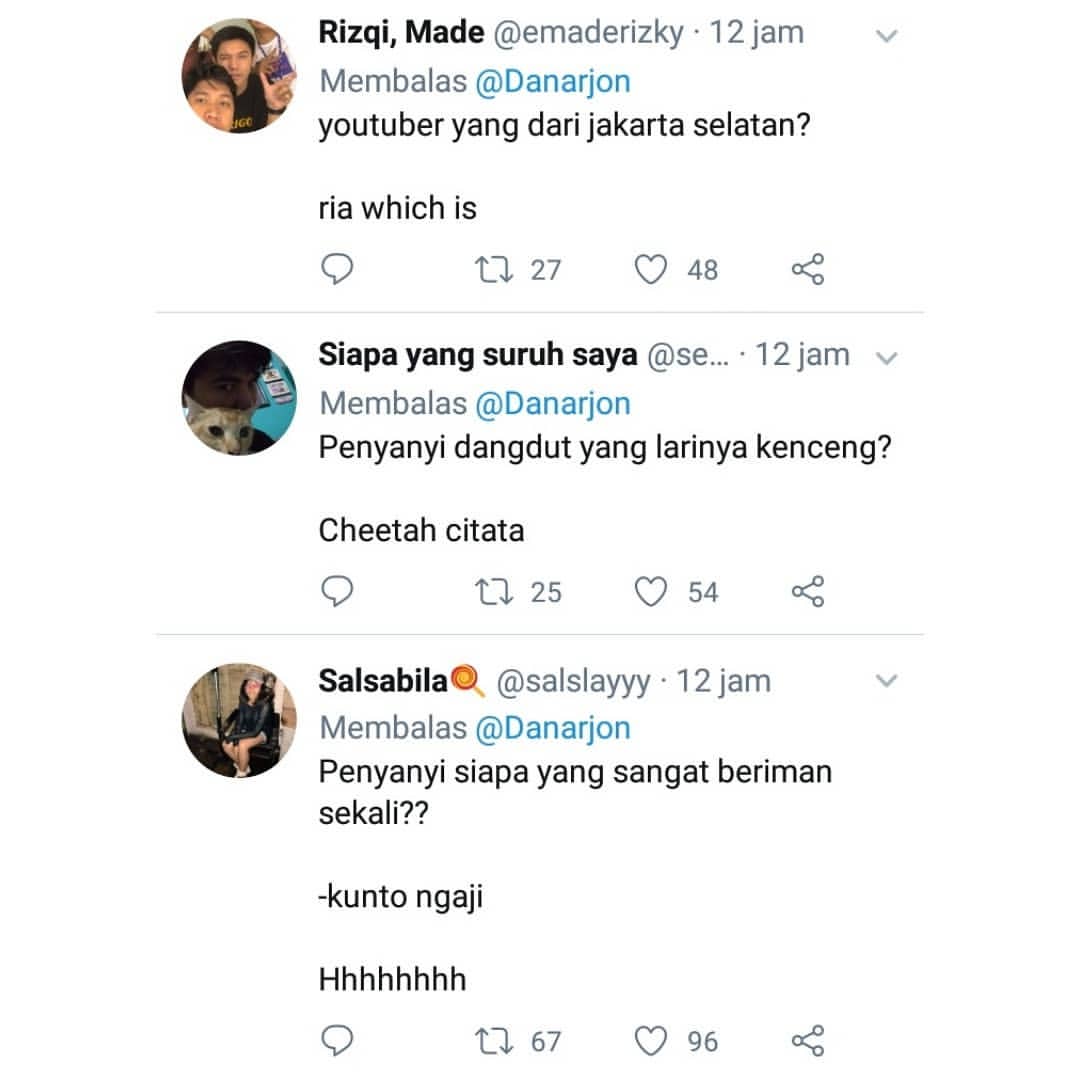 Rizqi, Made @emaderizky · 12 jam
Membalas @Danarjon
youtuber yang dari jakarta selatan?
ria which is
27 48
Siapa yang suruh saya @se... · 12 jam
Membalas @Danarjon
Penyanyi dangdut yang larinya kenceng?
Cheetah citata
25 54
Salsabila🍭 @salslayyy · 12 jam
Membalas @Danarjon
Penyanyi siapa yang sangat beriman
sekali??
-kunto ngaji
Hhhhhhhh
67 96